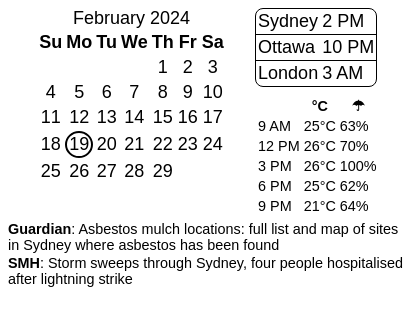 February 2024
Su Mo Tu We Th Fr Sa
1 2 3
4 5 6 7 8 9 10
11 12 13 14 15 16 17
18 19 20 21 22 23 24
25 26 27 28 29
Sydney 2 PM
Ottawa 10 PM
London 3 AM
°C ☂
9 AM 25°C 63%
12 PM 26°C 70%
3 PM 26°C 100%
6 PM 25°C 62%
9 PM 21°C 64%
Guardian: Asbestos mulch locations: full list and map of sites
in Sydney where asbestos has been found
SMH: Storm sweeps through Sydney, four people hospitalised
after lightning strike